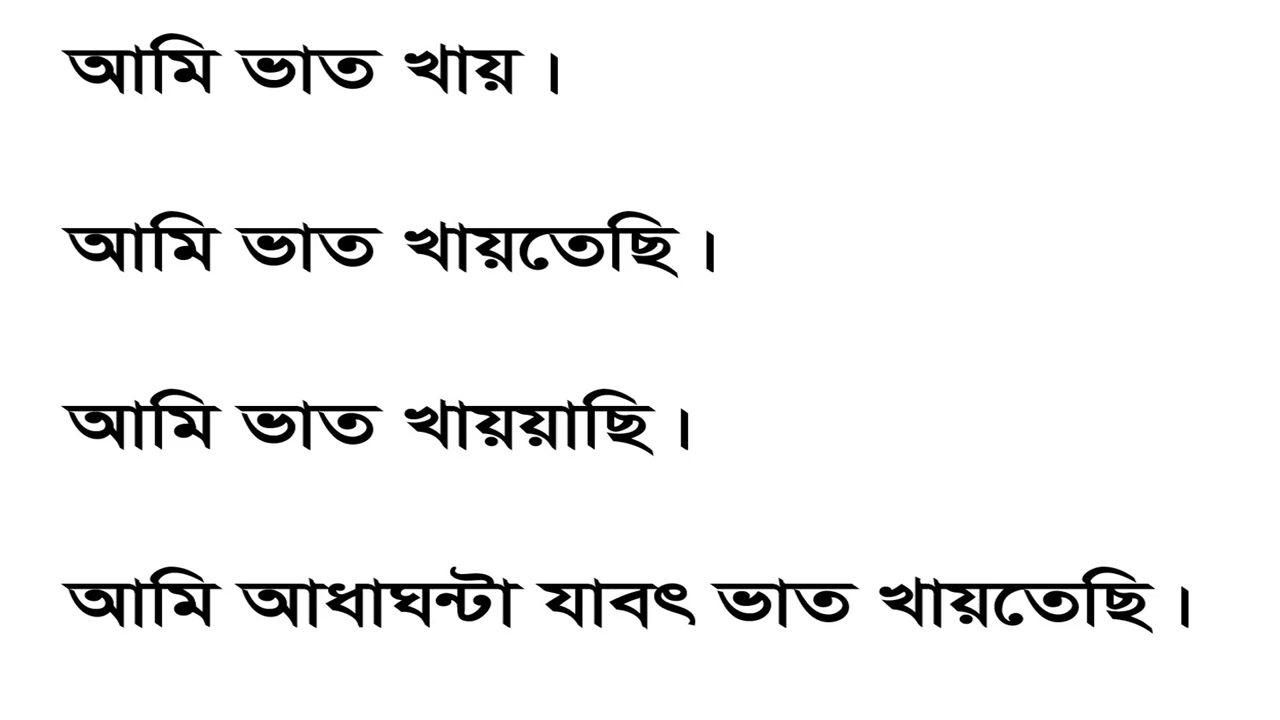 আমি ভাত খায়।
আমি ভাত খায়তেছি।
আমি ভাত খায়য়াছি।
আমি আধাঘন্টা যাবৎ ভাত খায়তেছি।